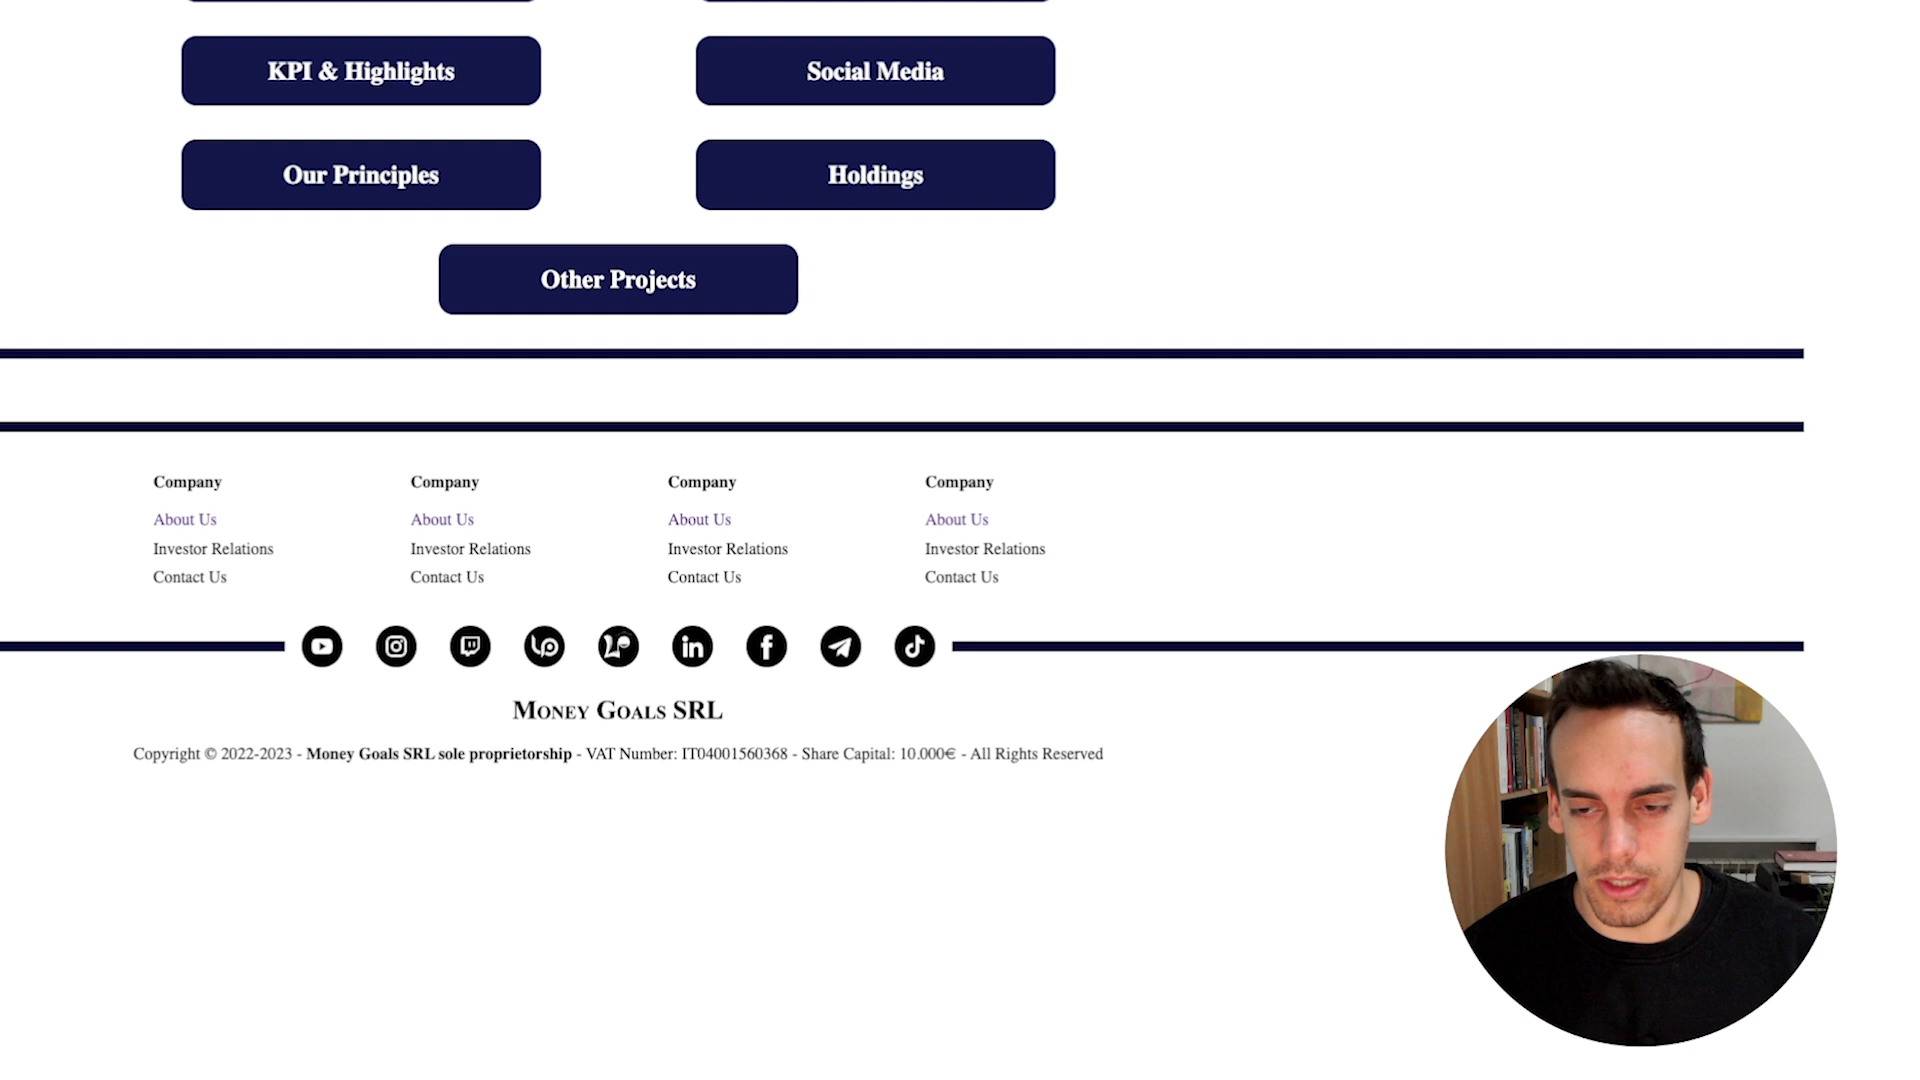 KPI & Highlights
Social Media
Our Principles
Holdings
Other Projects
Company
About Us
Investor Relations
Contact Us
Company
About Us
Investor Relations
Contact Us
Company
About Us
Investor Relations
Contact Us
Company
About Us
Investor Relations
Contact Us
Money Goals SRL
Copyright © 2022-2023 - Money Goals SRL sole proprietorship - VAT Number: IT04001560368 - Share Capital: 10.000€ - All Rights Reserved